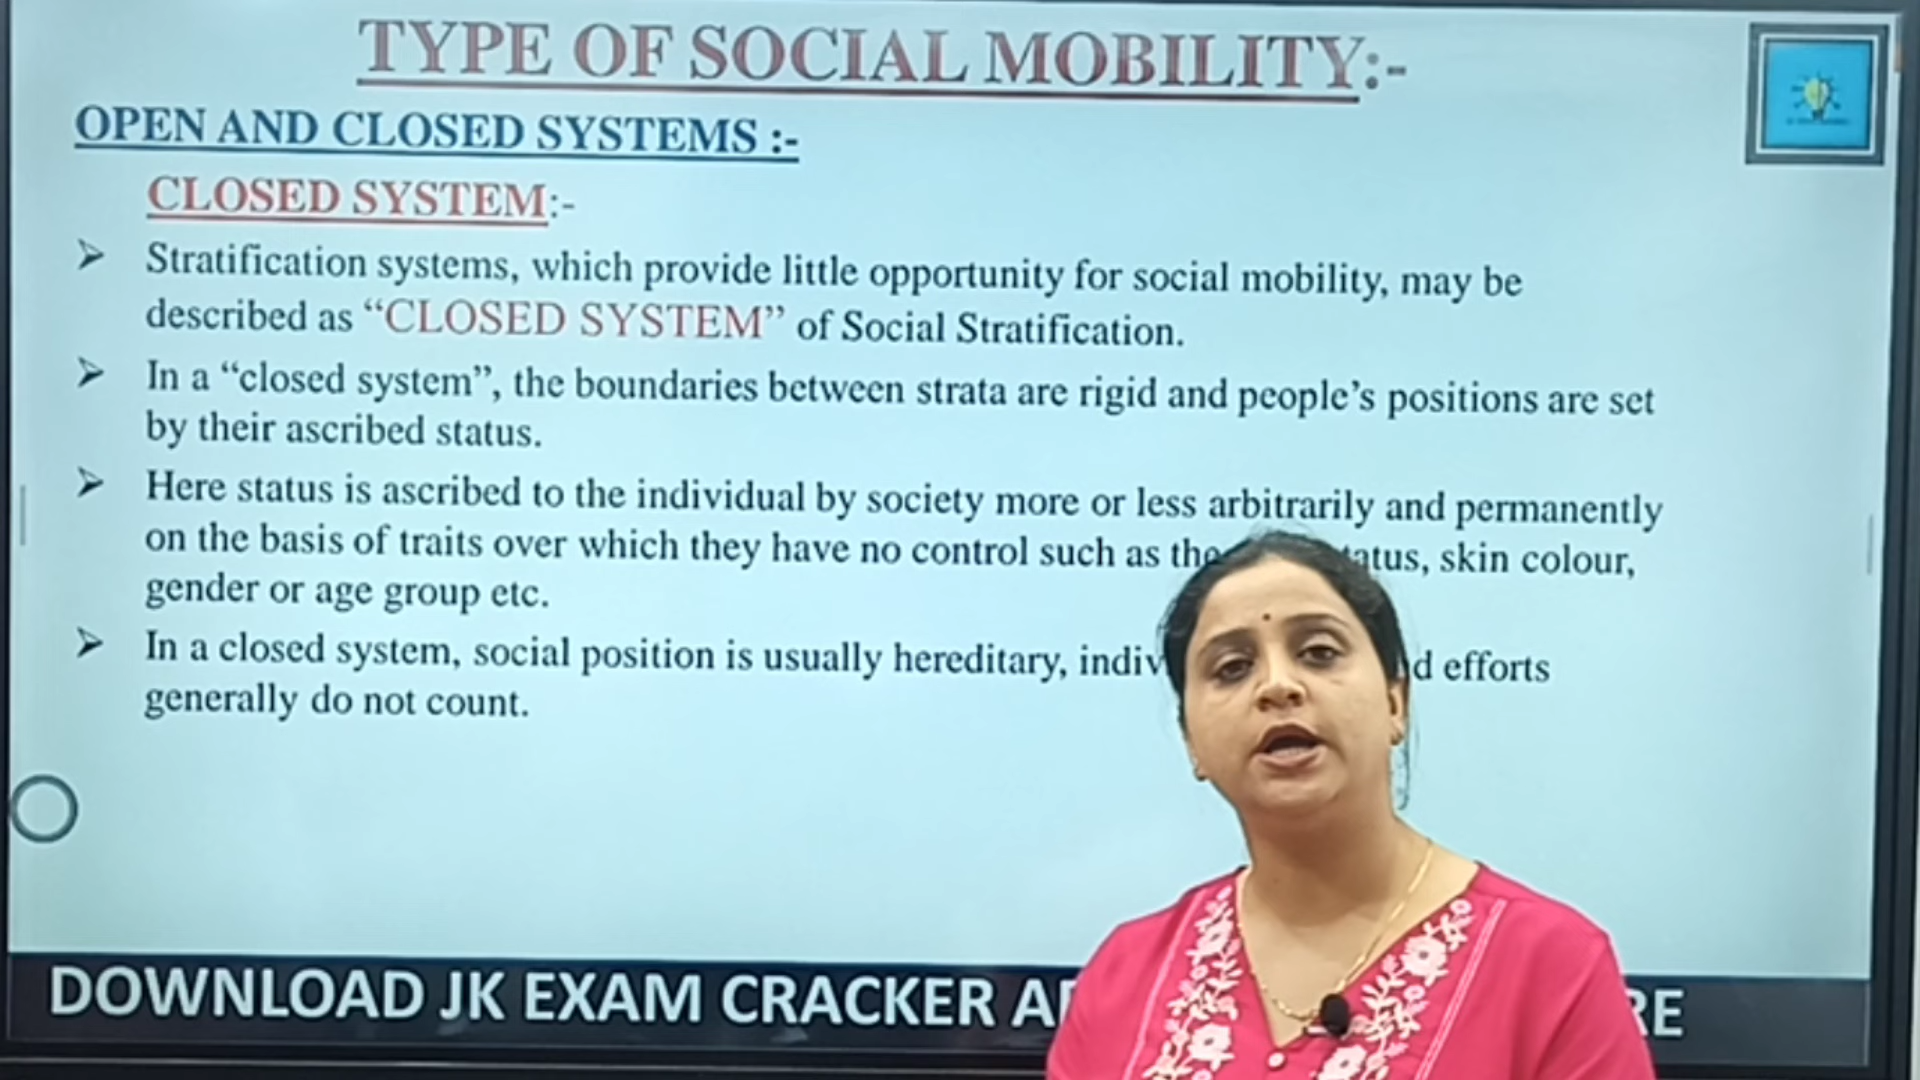 TYPE OF SOCIAL MOBILITY:-
OPEN AND CLOSED SYSTEMS :-
CLOSED SYSTEM:-
➢ Stratification systems, which provide little opportunity for social mobility, may be
described as “CLOSED SYSTEM” of Social Stratification.
➢ In a “closed system”, the boundaries between strata are rigid and people’s positions are set
by their ascribed status.
➢ Here status is ascribed to the individual by society more or less arbitrarily and permanently
on the basis of traits over which they have no control such as skin colour,
gender or age group etc.
➢ In a closed system, social position is usually hereditary, efforts
generally do not count.
DOWNLOAD JK EXAM CRACKER